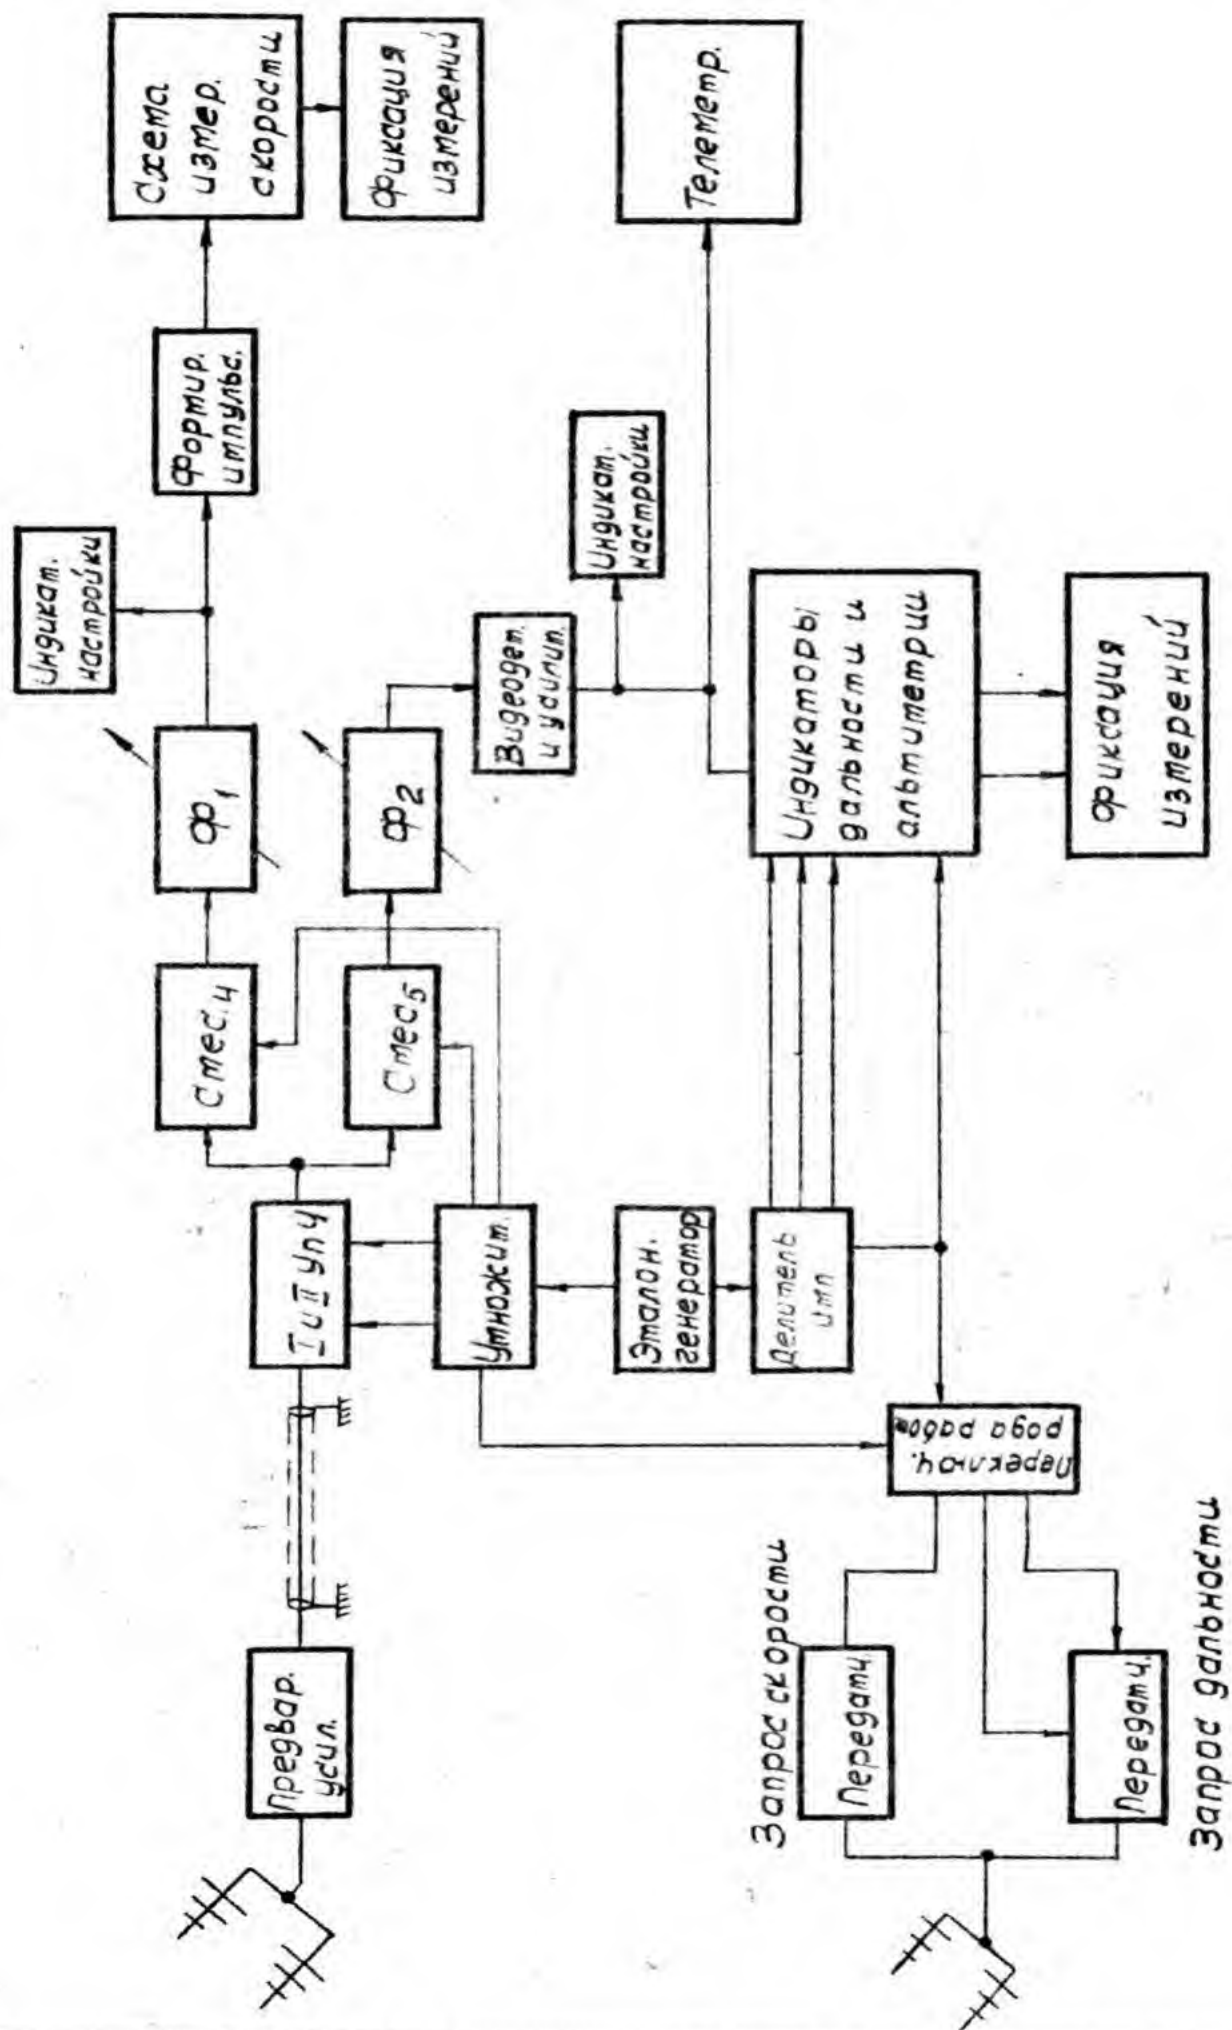 Схема
измер.
скорости
Фиксация
измерений
Телеметр.
Формир.
импульс.
Индикат.
настройки
Индикат.
настройки
Ф1
Ф2
Видеодет.
и усилит.
Индикаторы
дальности и
альтиметрии
Фиксация
измерений
Смес.4
Смес5
I и II УПЧ
Умножит.
Эталон.
генератор
Делитель
имп
Переключ.
рода работ
Предвар.
усил.
Запрос скорости
Передатч.
Передатч.
Запрос дальности